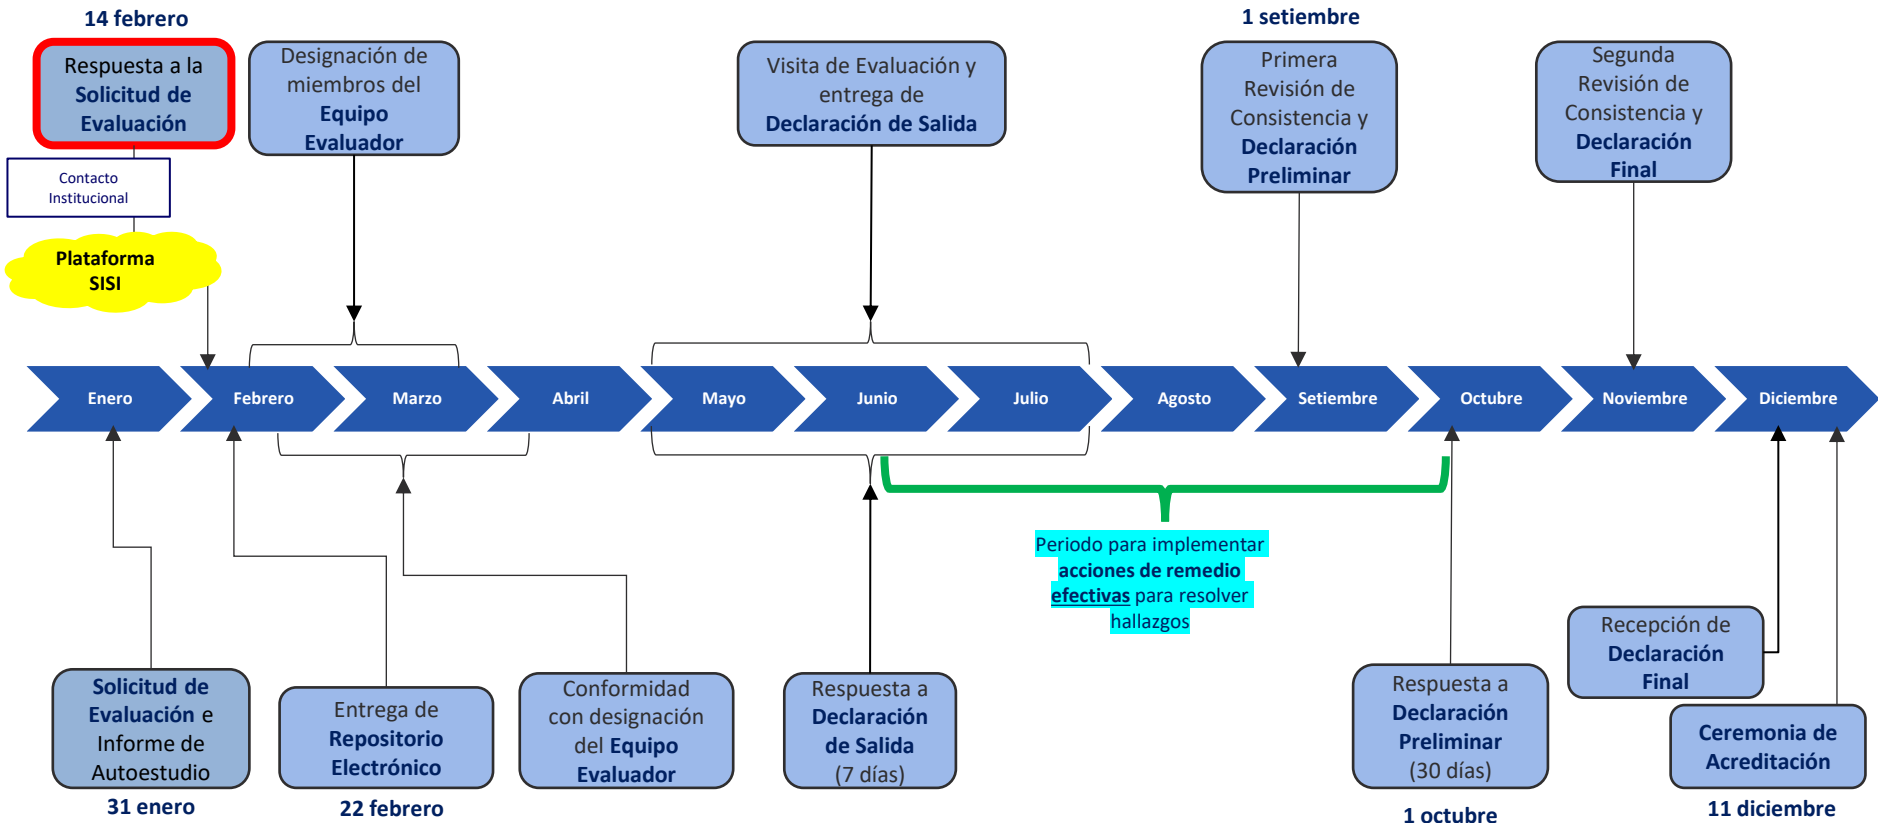 14 febrero
Respuesta a la
Solicitud de
Evaluación
Contacto
Institucional
Plataforma
SISI
Designación de
miembros del
Equipo
Evaluador
Visita de Evaluación y
entrega de
Declaración de Salida
1 setiembre
Primera
Revisión de
Consistencia y
Declaración
Preliminar
Segunda
Revisión de
Consistencia y
Declaración
Final
Enero
Febrero
Marzo
Abril
Mayo
Junio
Julio
Agosto
Setiembre
Octubre
Noviembre
Diciembre
Periodo para implementar
acciones de remedio
efectivas para resolver
hallazgos
Solicitud de
Evaluación e
Informe de
Autoestudio
31 enero
Entrega de
Repositorio
Electrónico
22 febrero
Conformidad
con designación
del Equipo
Evaluador
Respuesta a
Declaración
de Salida
(7 días)
Respuesta a
Declaración
Preliminar
(30 días)
1 octubre
Recepción de
Declaración
Final
Ceremonia de
Acreditación
11 diciembre